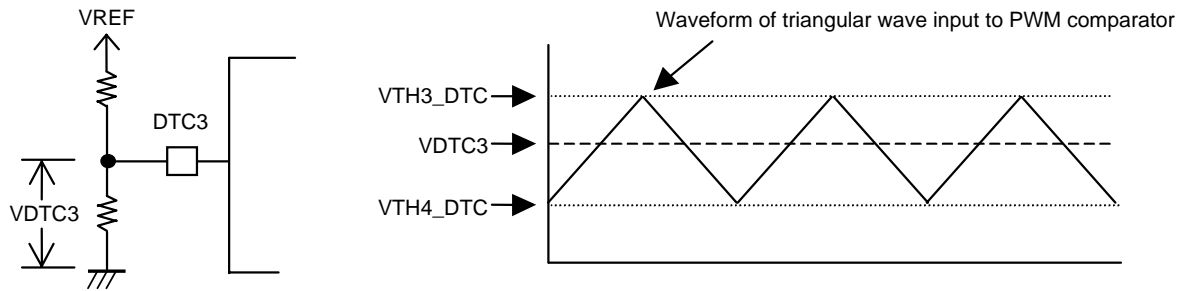 VREF
DTC3
VDTC3
Waveform of triangular wave input to PWM comparator
VTH3_DTC
VDTC3
VTH4_DTC